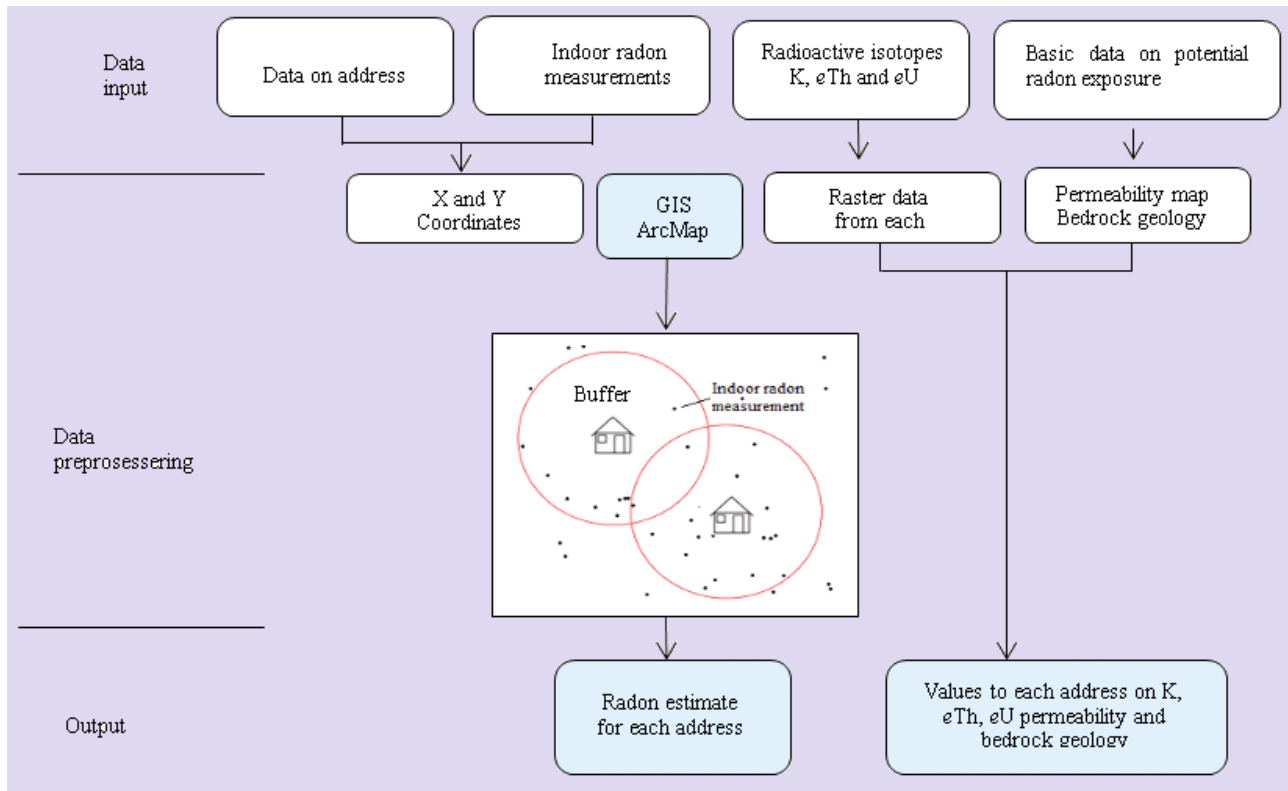 Data
input
Data on address
Indoor radon
measurements
Radioactive isotopes
K, eTh and eU
Basic data on potential
radon exposure
X and Y
Coordinates
GIS
ArcMap
Raster data
from each
Permeability map
Bedrock geology
Data
preprosessering
Buffer
Indoor radon
measurement
Output
Radon estimate
for each address
Values to each address on K,
eTh, eU permeability and
bedrock geology